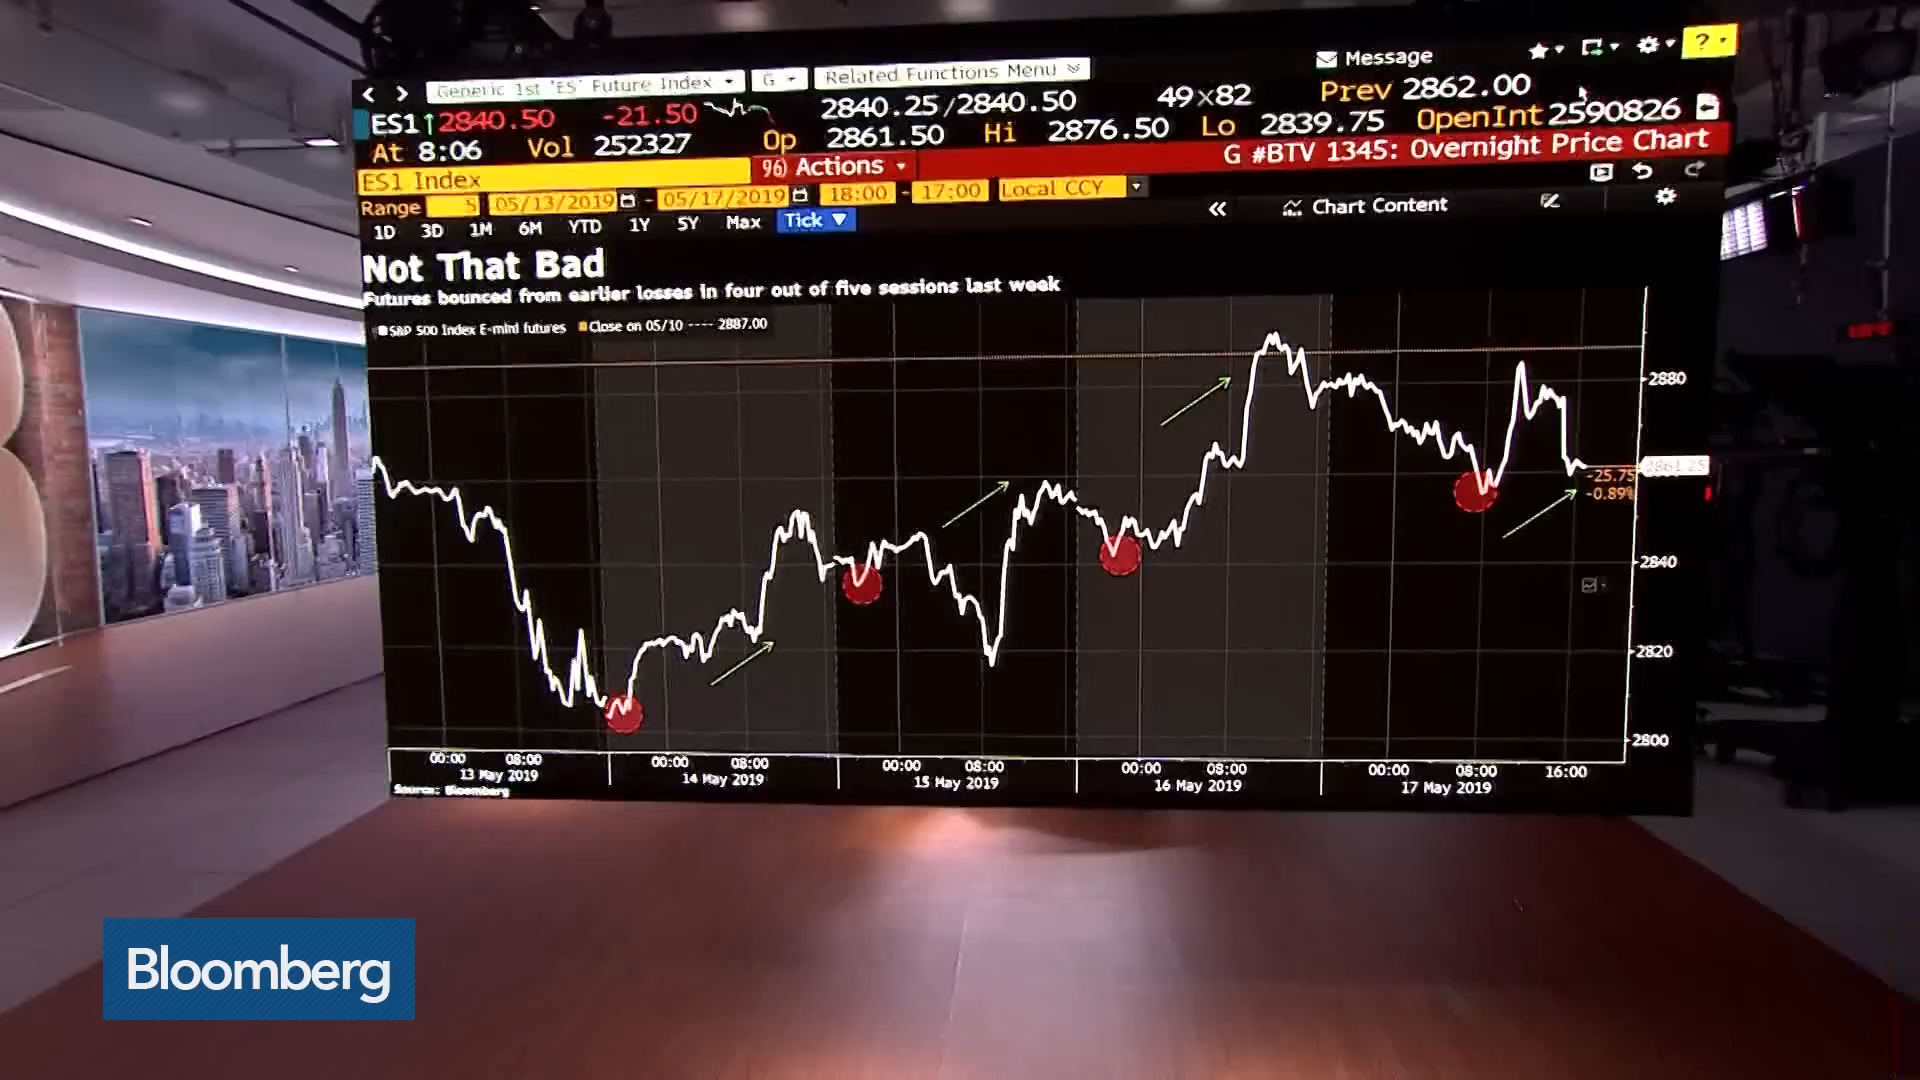 Generic 1st 'ES' Future Index G Related Functions Menu Message ?
ES1 ↑2840.50 -21.50 2840.25/2840.50 49x82 Prev 2862.00
At 8:06 Vol 252327 Op 2861.50 Hi 2876.50 Lo 2839.75 OpenInt 2590826
ES1 Index 96) Actions G #BTV 1345: Overnight Price Chart
Range 5 05/13/2019 - 05/17/2019 18:00 - 17:00 Local CCY
1D 3D 1M 6M YTD 1Y 5Y Max Tick ▼ « Chart Content
Not That Bad
Futures bounced from earlier losses in four out of five sessions last week
S&P 500 Index E-mini futures Close on 05/10 ---- 2887.00
2880
2861.25
-25.75
-0.89%
2840
2820
2800
00:00 08:00 00:00 08:00 00:00 08:00 00:00 08:00 00:00 08:00 16:00
13 May 2019 14 May 2019 15 May 2019 16 May 2019 17 May 2019
Source: Bloomberg
Bloomberg